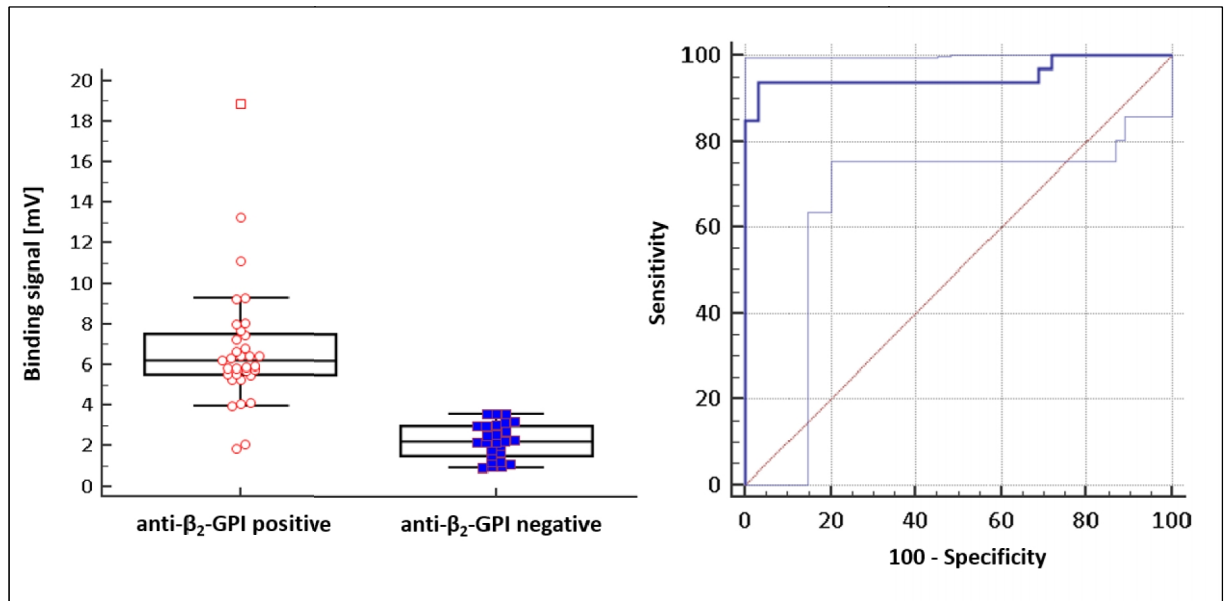 Binding signal [mV]
20
18
16
14
12
10
8
6
4
2
0
anti-β₂-GPI positive
anti-β₂-GPI negative
Sensitivity
100
80
60
40
20
0
0 20 40 60 80 100
100 - Specificity